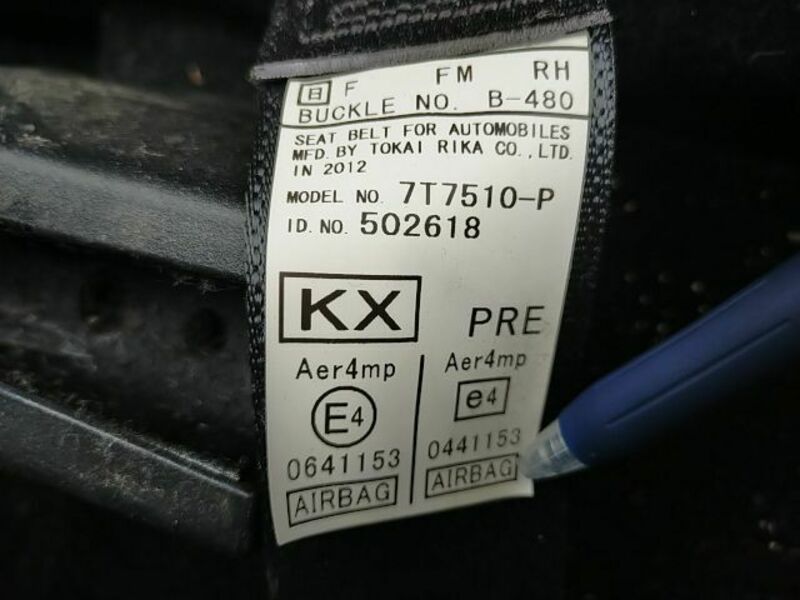 日 F FM RH
BUCKLE NO. B-480
SEAT BELT FOR AUTOMOBILES
MFD. BY TOKAI RIKA CO., LTD.
IN 2012
MODEL NO. 7T7510-P
ID. NO. 502618
KX PRE
Aer4mp Aer4mp
E4 e4
0641153 0441153
AIRBAG AIRBAG